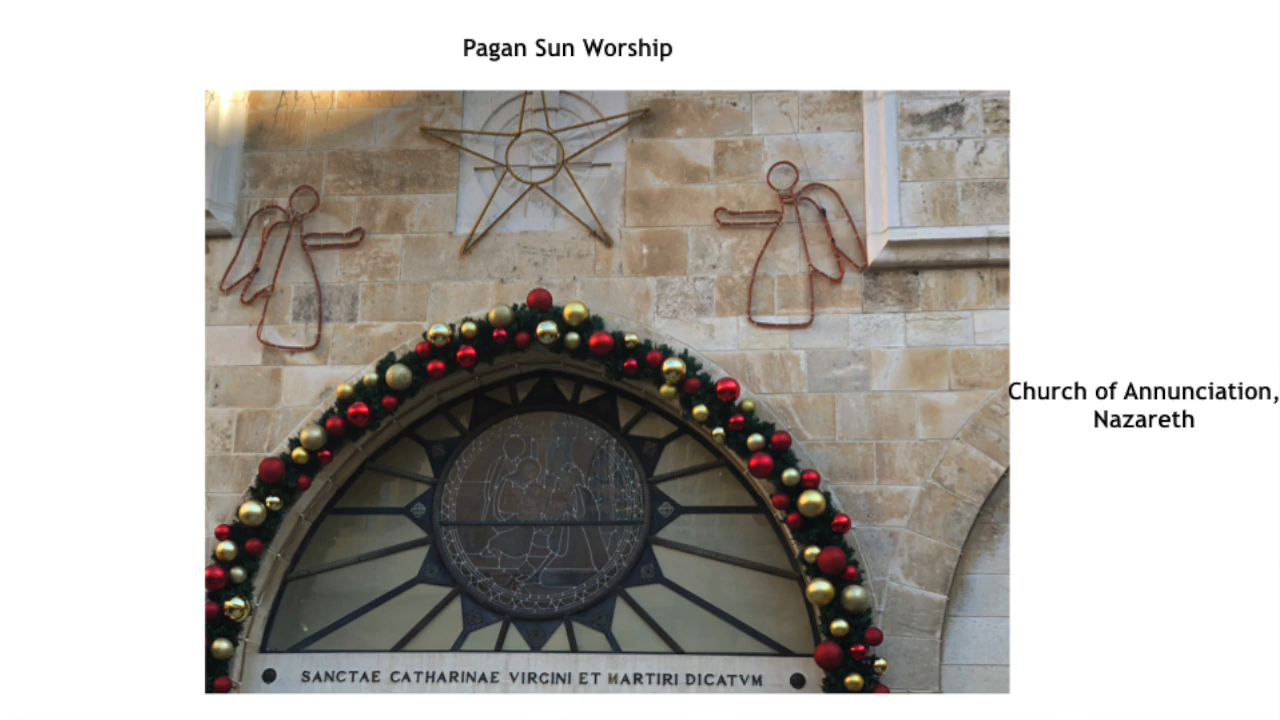 Pagan Sun Worship
Church of Annunciation,
Nazareth
SANCTAE CATHARINAE VIRGINI ET MARTIRI DICATVM